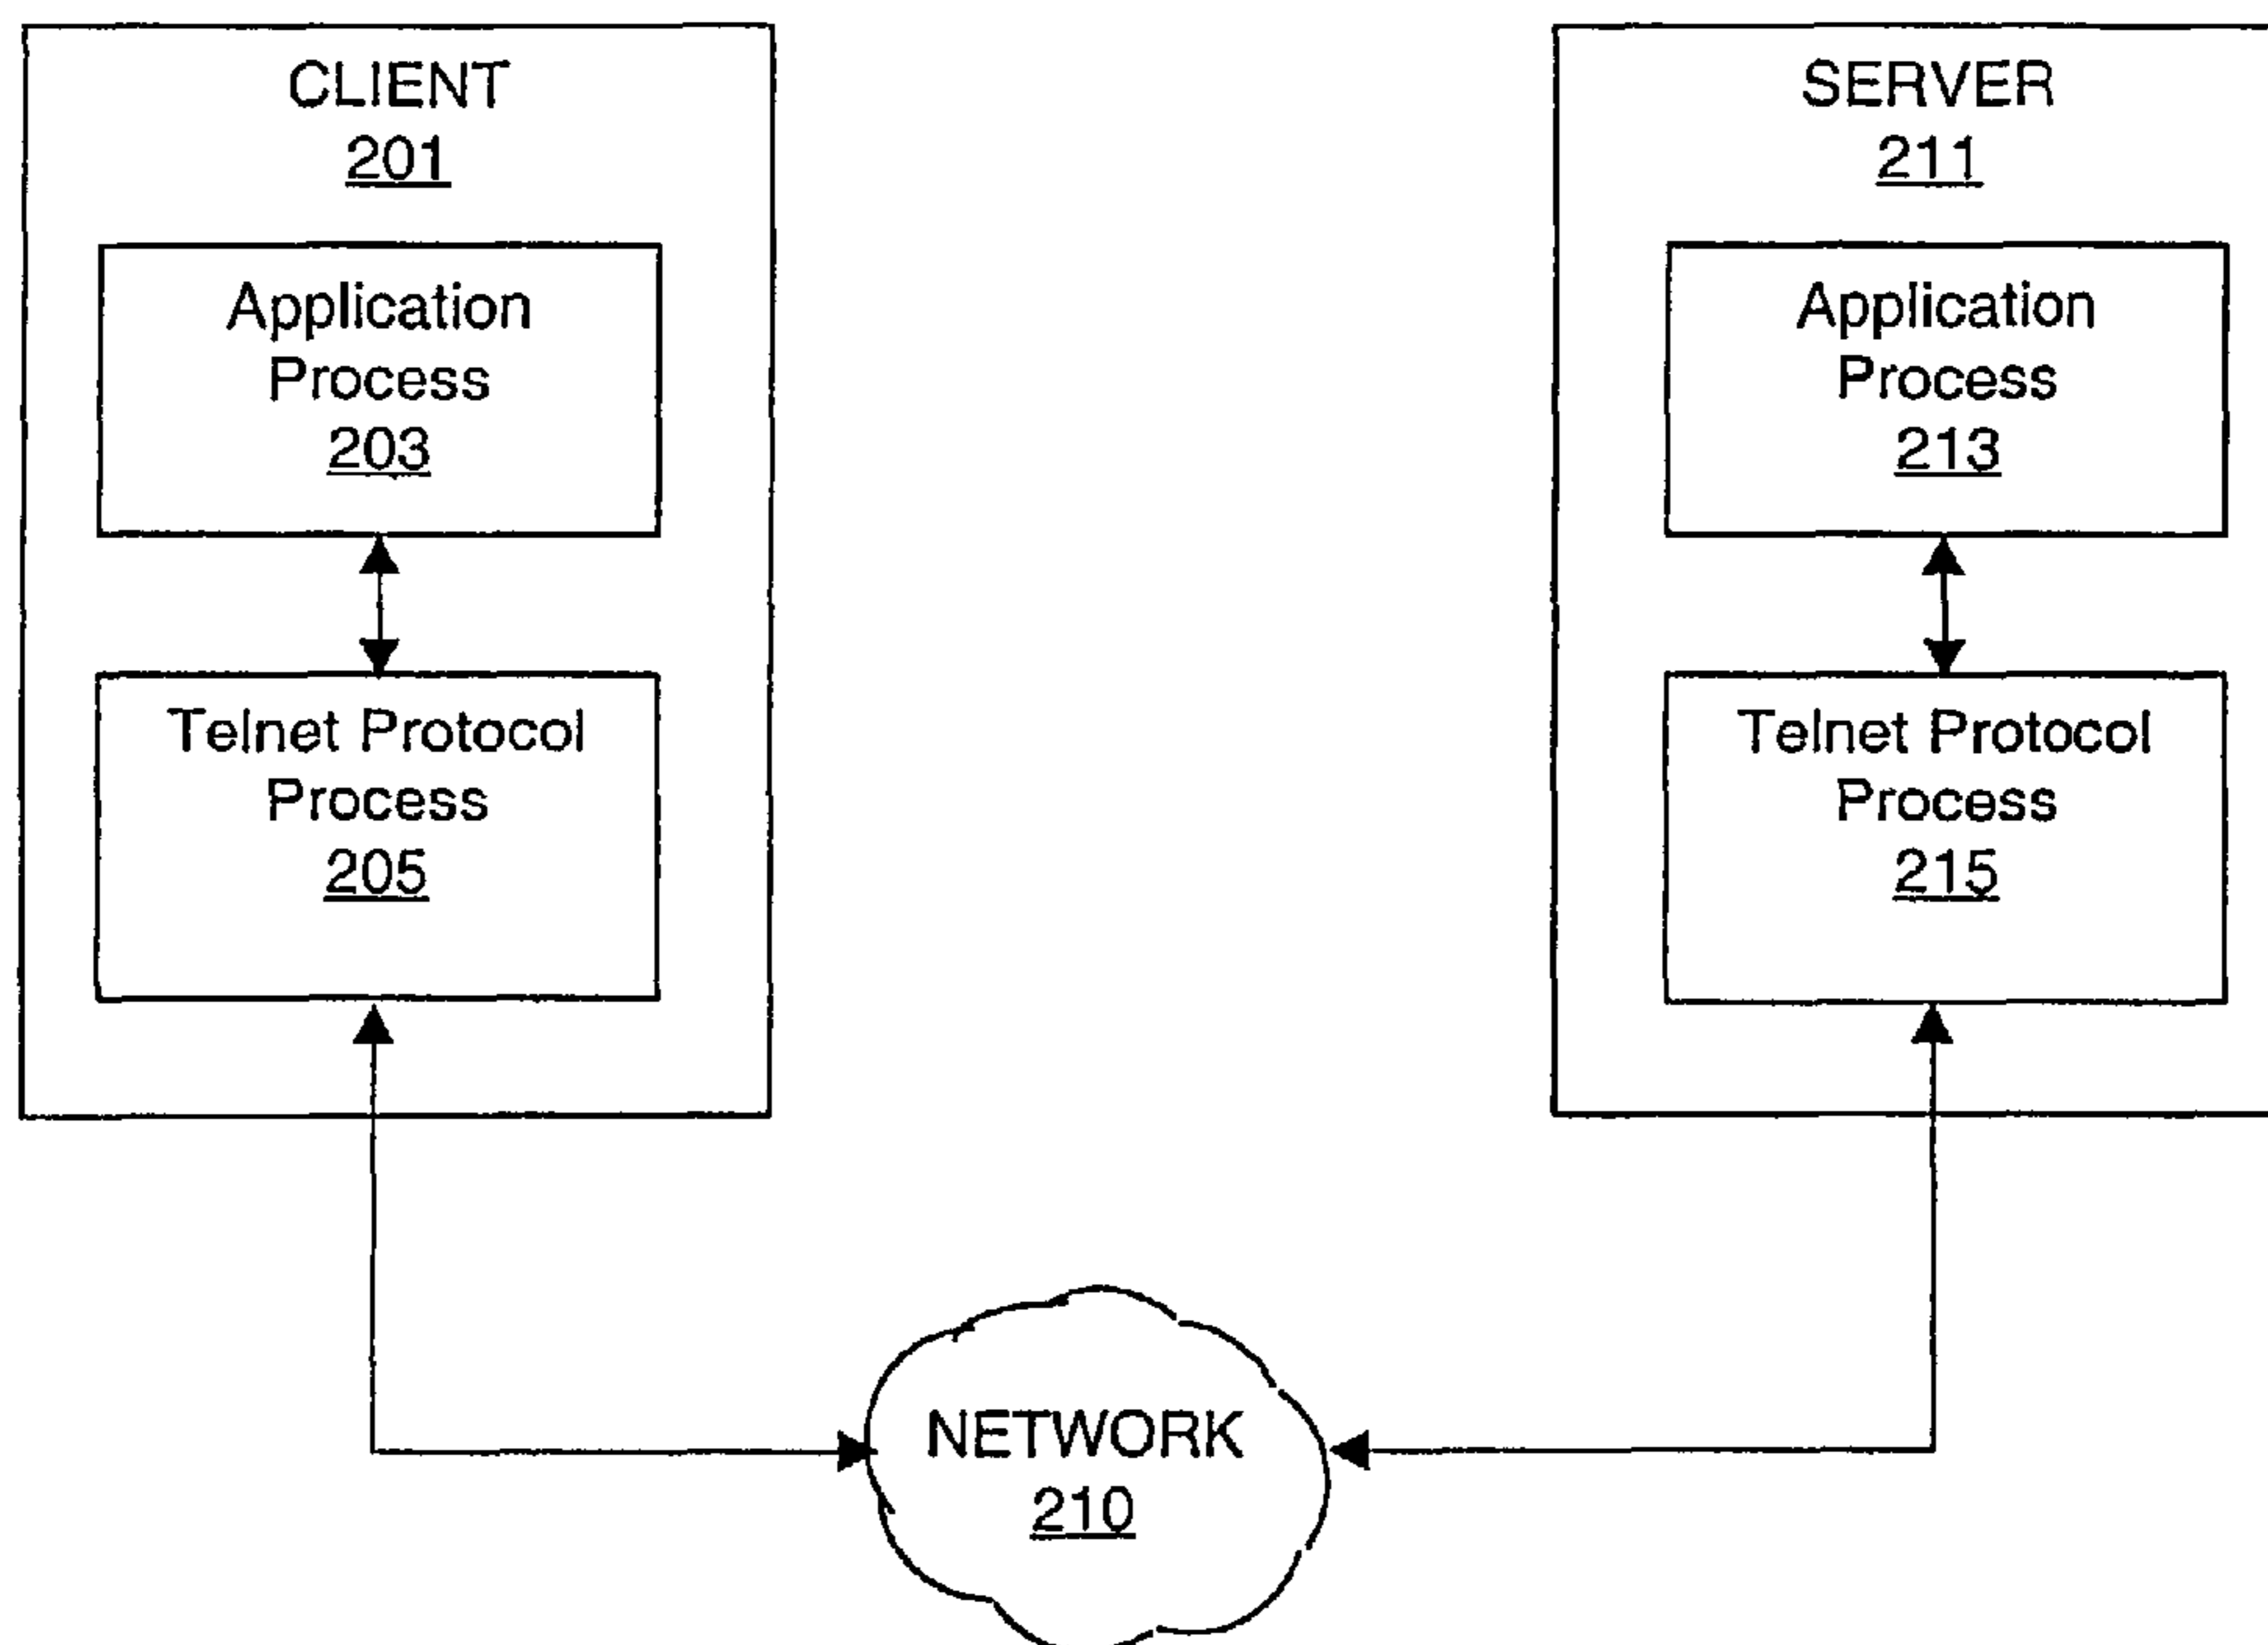 CLIENT
201
Application
Process
203
Telnet Protocol
Process
205
SERVER
211
Application
Process
213
Telnet Protocol
Process
215
NETWORK
210